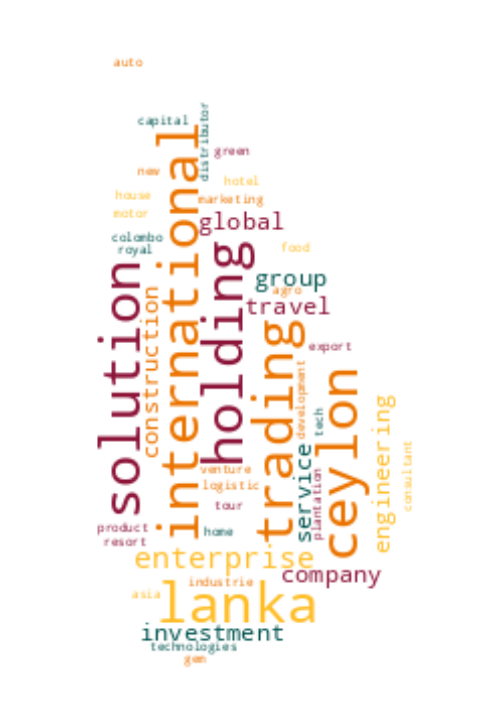 auto
capital
distributor
green
new
hotel
house
marketing
motor
global
colombo
royal
food
international
holding
solution
group
agro
construction
travel
trading
export
development
ceylon
tech
engineering
service
consultant
plantation
venture
logistic
tour
product
home
resort
enterprise
company
industrie
asia
lanka
investment
technologies
gem